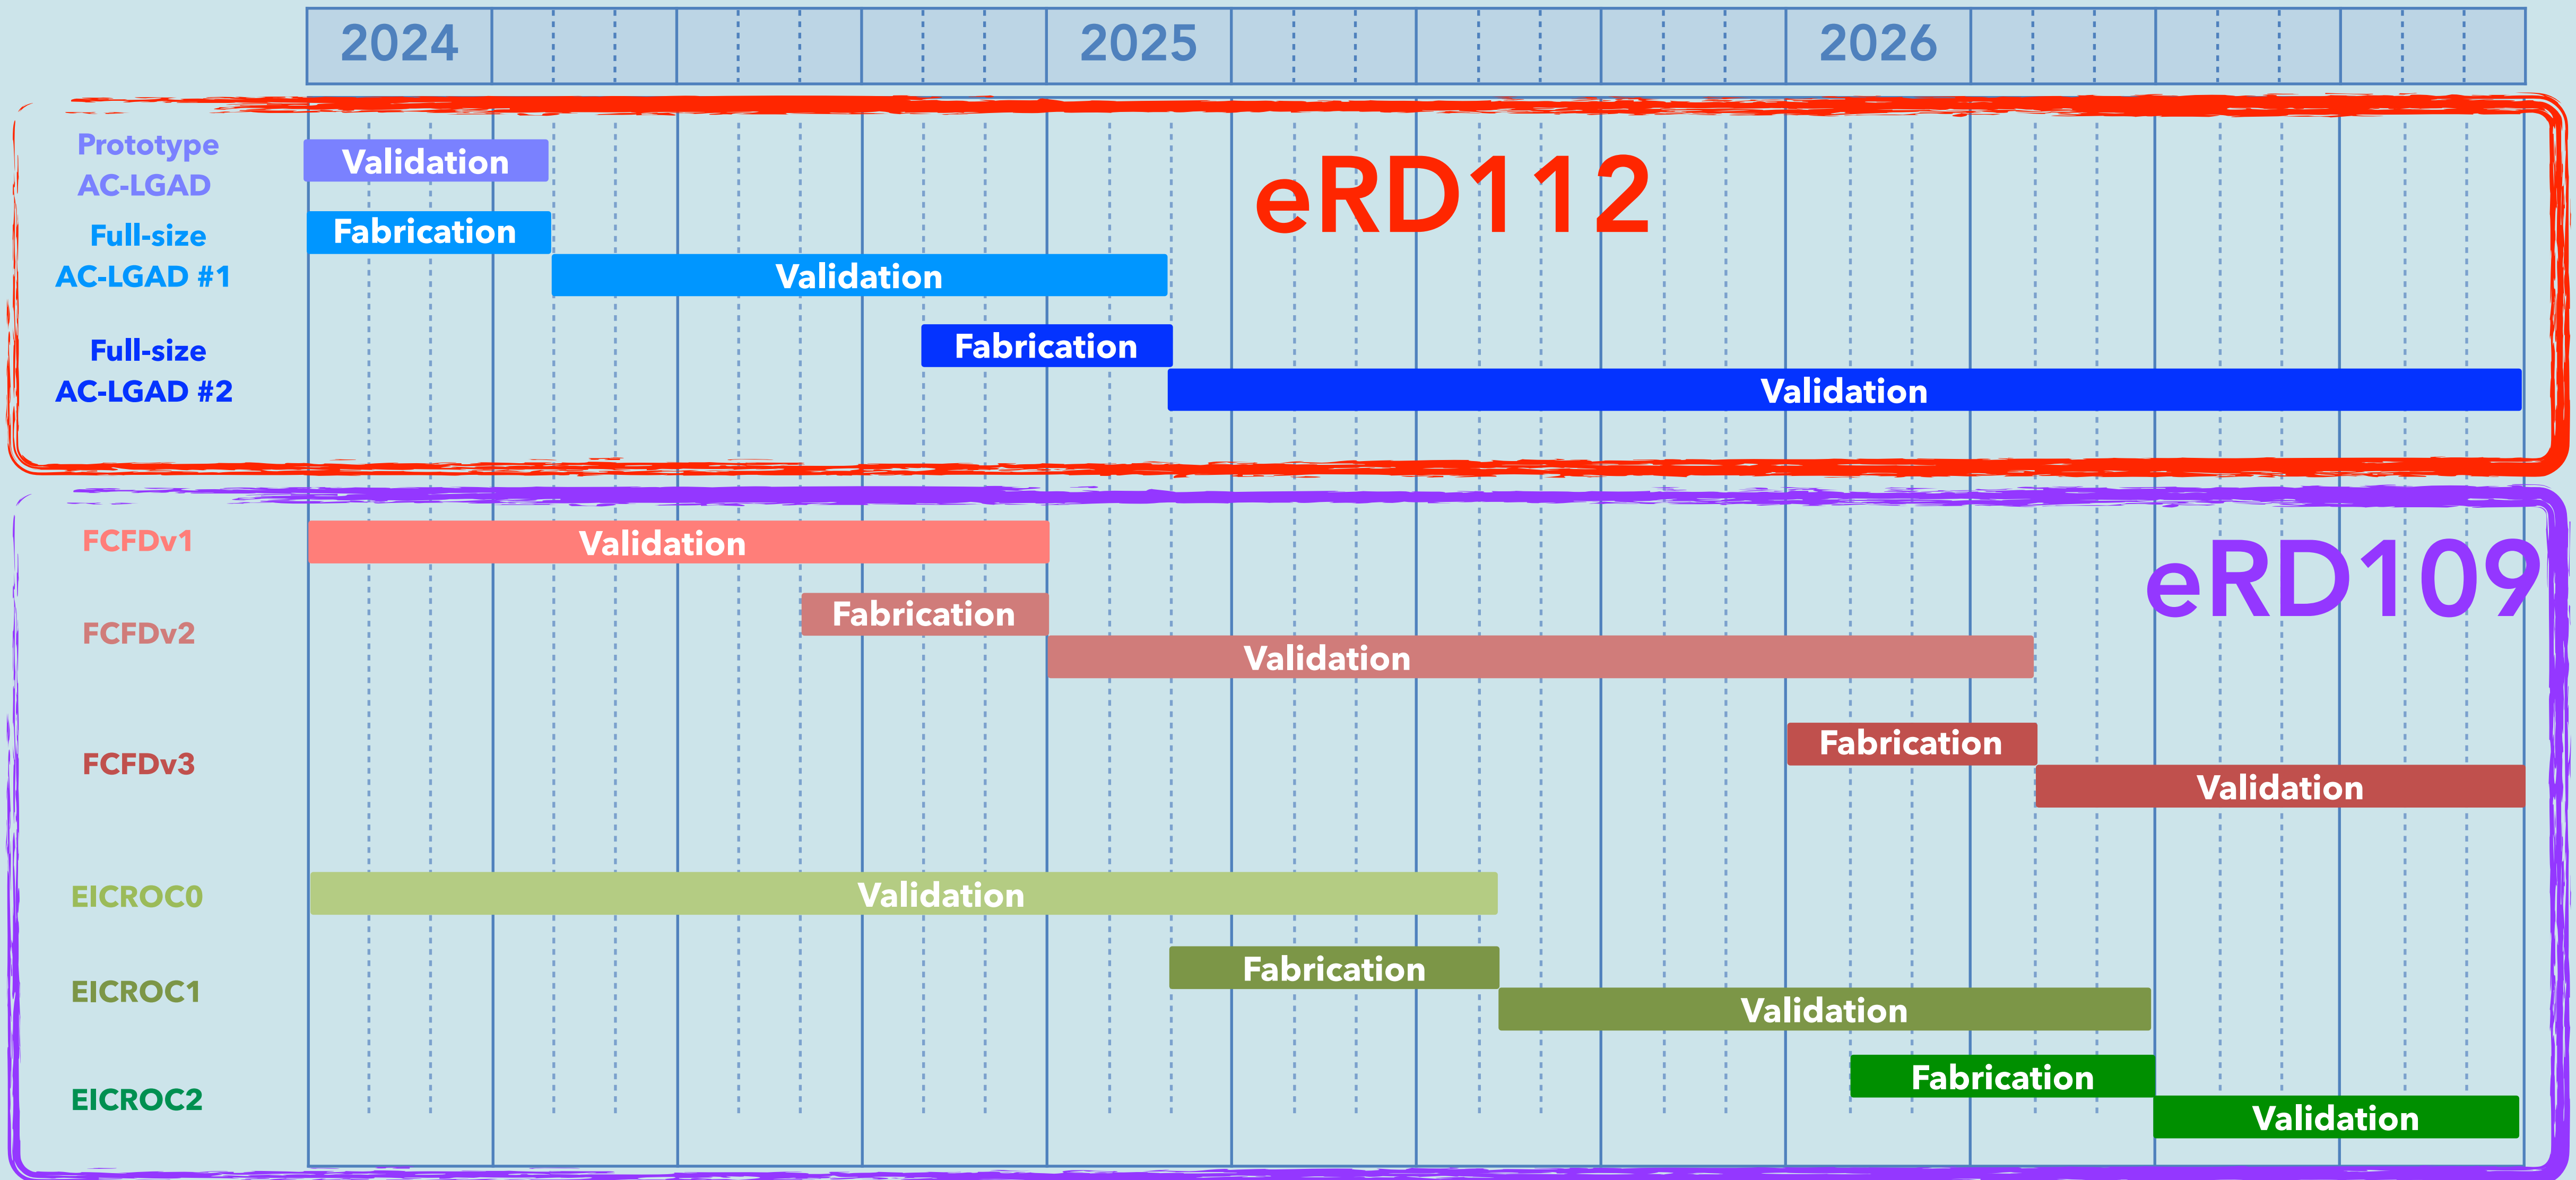 2024 2025 2026
Prototype
AC-LGAD
Validation
eRD112
Full-size
AC-LGAD #1
Fabrication
Validation
Full-size
AC-LGAD #2
Fabrication
Validation
FCFDv1
Validation
eRD109
FCFDv2
Fabrication
Validation
FCFDv3
Fabrication
Validation
EICROC0
Validation
EICROC1
Fabrication
Validation
EICROC2
Fabrication
Validation